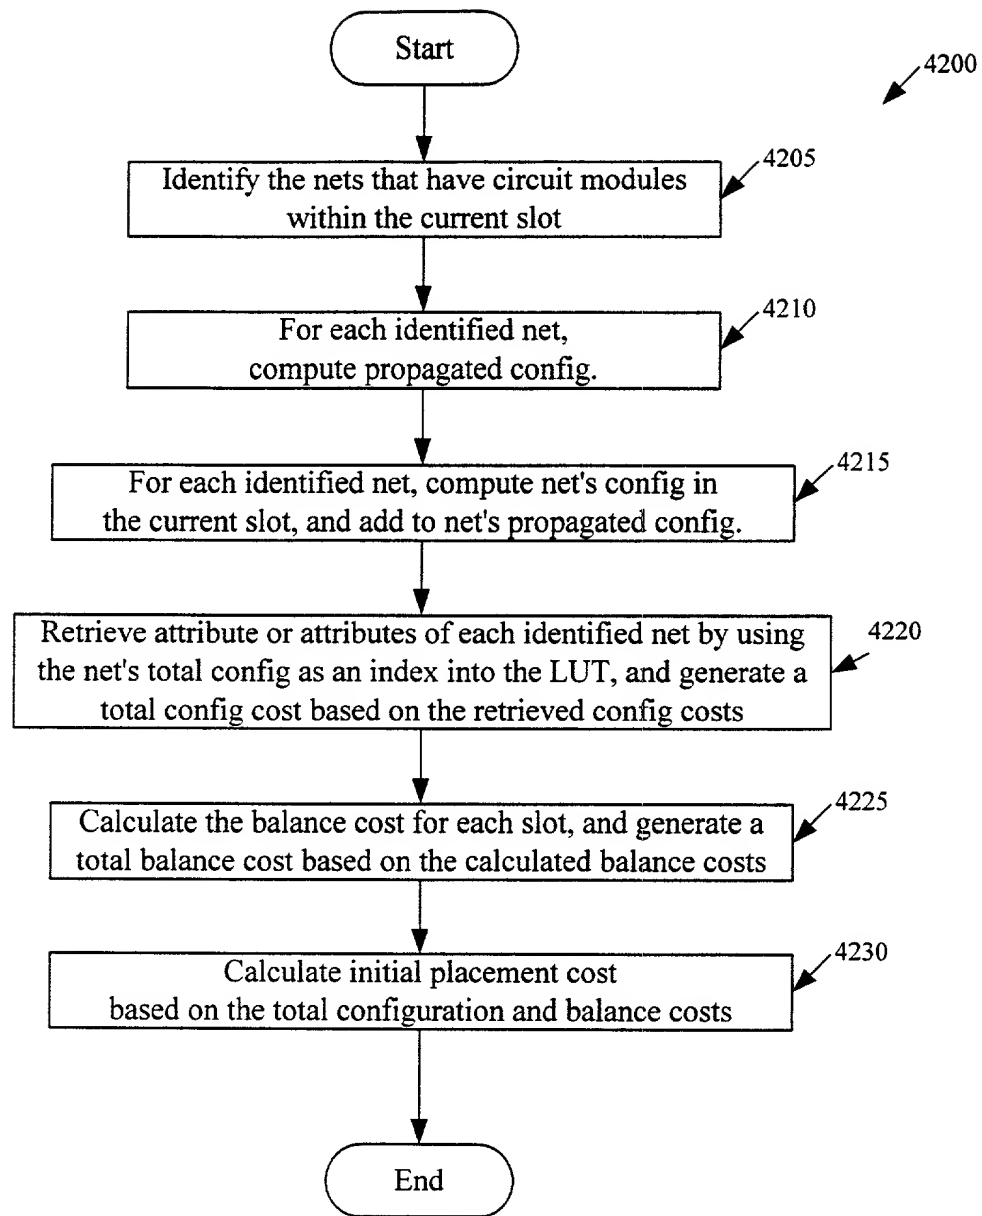 Start
4200
4205
Identify the nets that have circuit modules
within the current slot
4210
For each identified net,
compute propagated config.
4215
For each identified net, compute net's config in
the current slot, and add to net's propagated config.
4220
Retrieve attribute or attributes of each identified net by using
the net's total config as an index into the LUT, and generate a
total config cost based on the retrieved config costs
4225
Calculate the balance cost for each slot, and generate a
total balance cost based on the calculated balance costs
4230
Calculate initial placement cost
based on the total configuration and balance costs
End